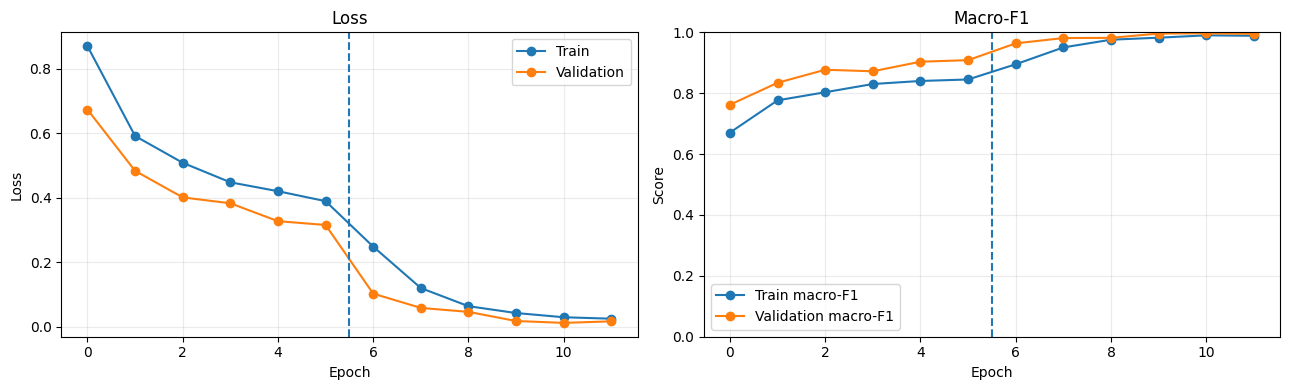 Loss
Train
Validation
0.8
0.6
0.4
0.2
0.0
Loss
0 2 4 6 8 10
Epoch
Macro-F1
1.0
0.8
0.6
0.4
0.2
0.0
Score
Train macro-F1
Validation macro-F1
0 2 4 6 8 10
Epoch